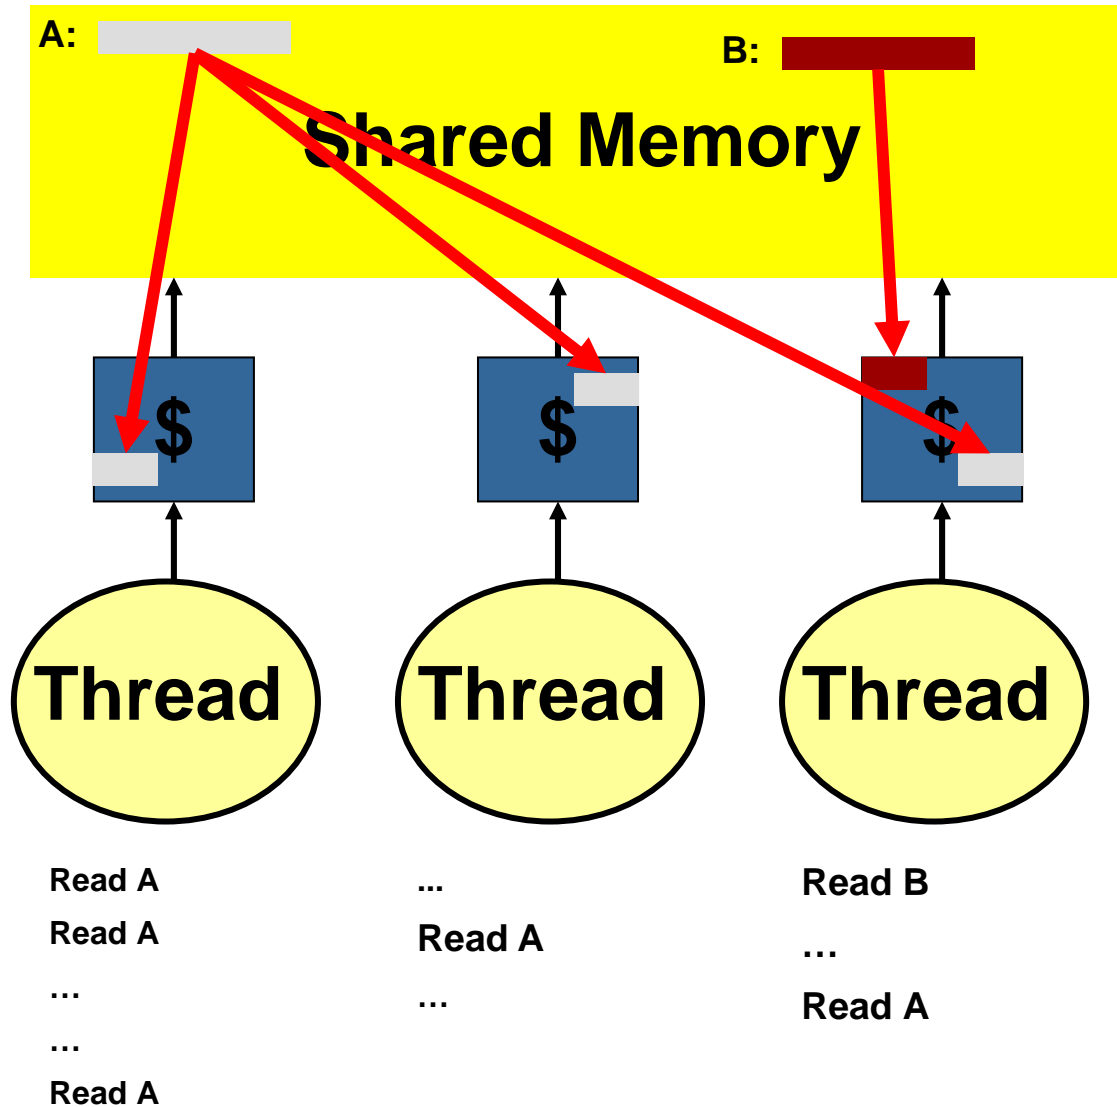 A:
B:
Shared Memory
$ $ $
Thread Thread Thread
Read A
Read A
…
…
Read A
...
Read A
…
Read B
…
Read A